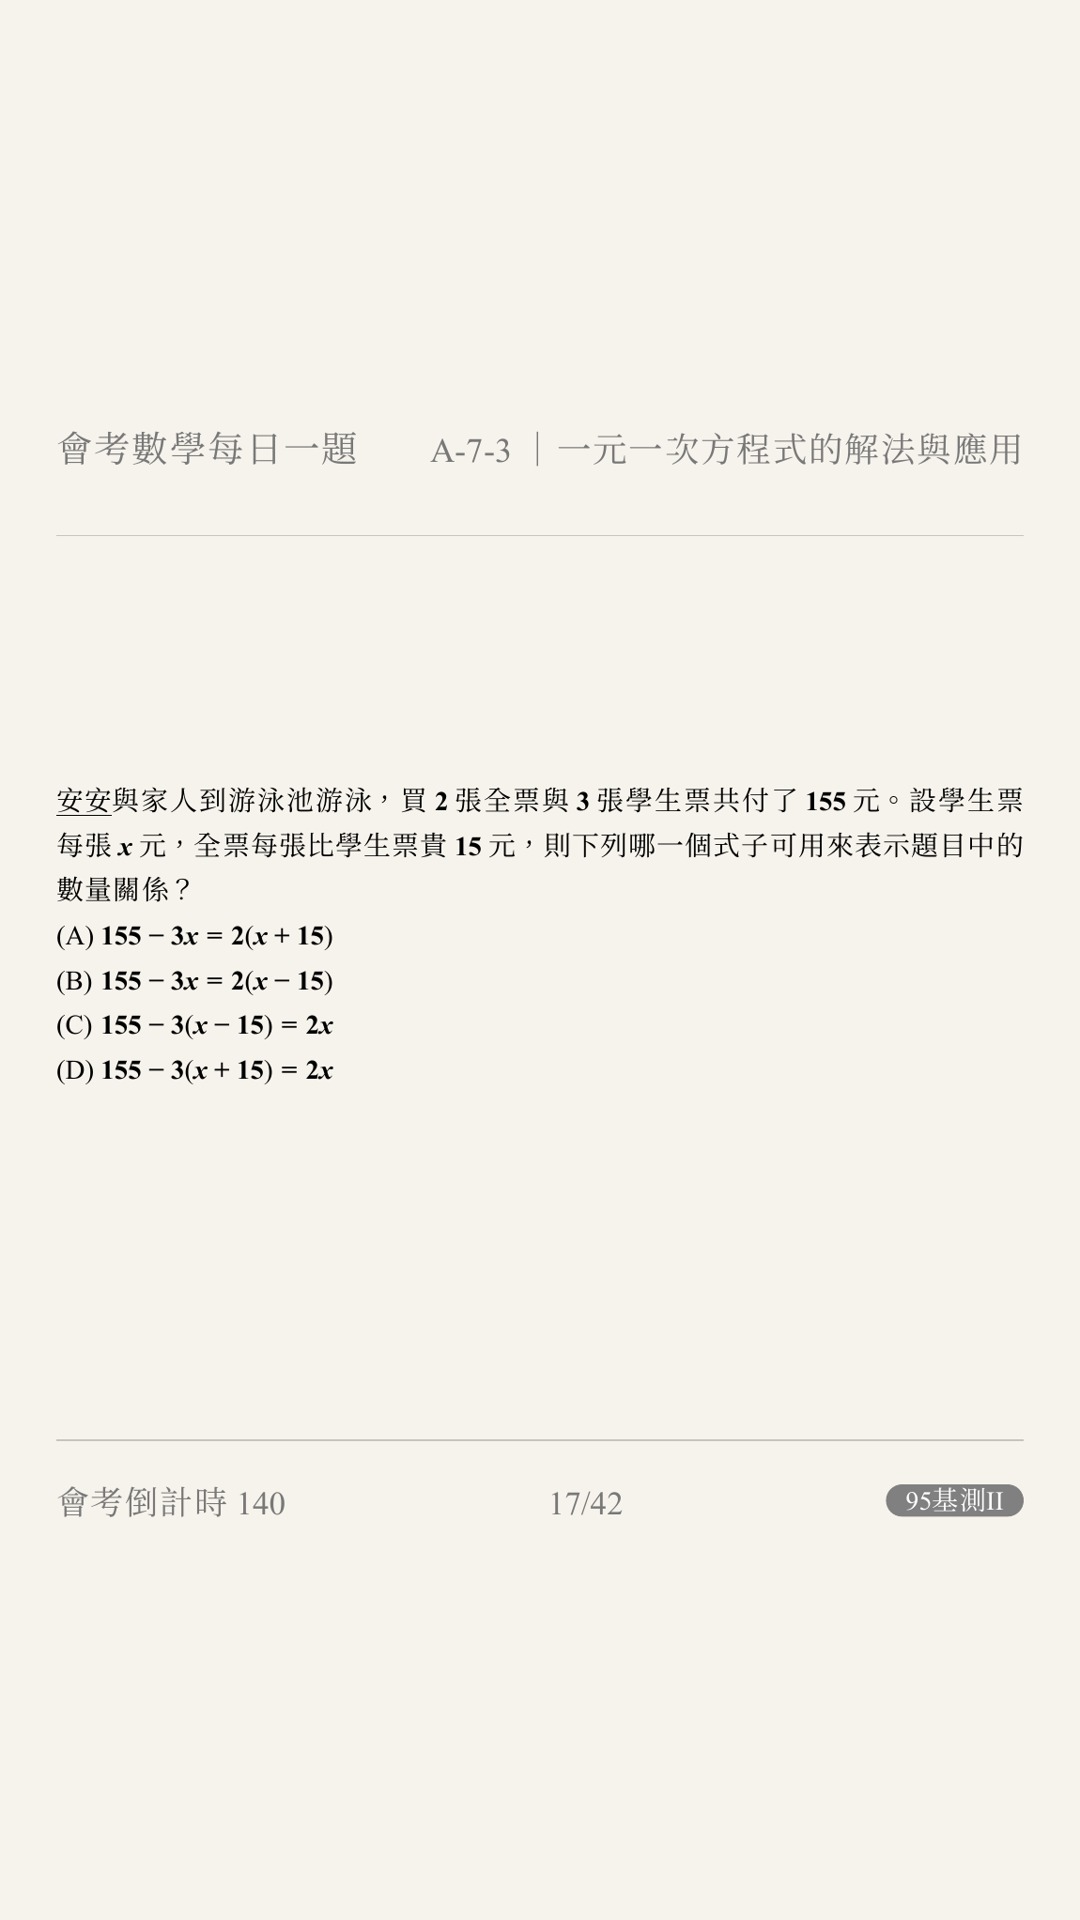 會考數學每日一題
A-7-3｜一元一次方程式的解法與應用
安安與家人到游泳池游泳，買 2 張全票與 3 張學生票共付了 155 元。設學生票
每張 x 元，全票每張比學生票貴 15 元，則下列哪一個式子可用來表示題目中的
數量關係？
(A) 155 − 3x = 2(x + 15)
(B) 155 − 3x = 2(x − 15)
(C) 155 − 3(x − 15) = 2x
(D) 155 − 3(x + 15) = 2x
會考倒計時 140
17/42
95基測II